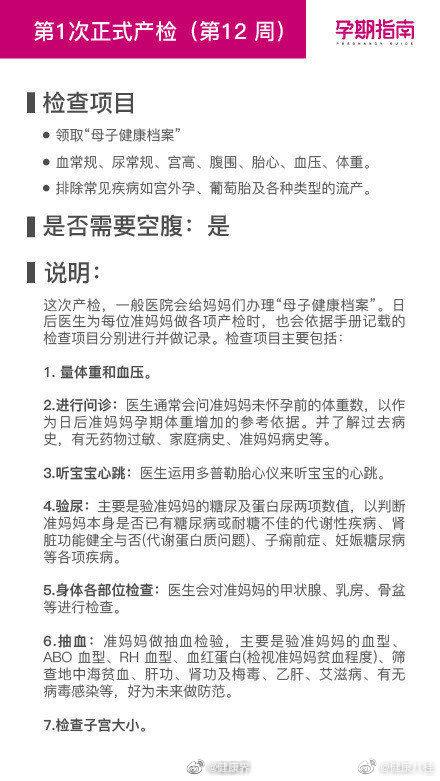 第1次正式产检（第12 周）
孕期指南
PREGNANCY GUIDE
检查项目
● 领取“母子健康档案”
● 血常规、尿常规、宫高、腹围、胎心、血压、体重。
● 排除常见疾病如宫外孕、葡萄胎及各种类型的流产。
是否需要空腹：是
说明：
这次产检，一般医院会给妈妈们办理“母子健康档案”。日
后医生为每位准妈妈做各项产检时，也会依据手册记载的
检查项目分别进行并做记录。检查项目主要包括：
1. 量体重和血压。
2.进行问诊：医生通常会问准妈妈未怀孕前的体重数，以作
为日后准妈妈孕期体重增加的参考依据。并了解过去病
史，有无药物过敏、家庭病史、准妈妈病史等。
3.听宝宝心跳：医生运用多普勒胎心仪来听宝宝的心跳。
4.验尿：主要是验准妈妈的糖尿及蛋白尿两项数值，以判断
准妈妈本身是否已有糖尿病或耐糖不佳的代谢性疾病、肾
脏功能健全与否(代谢蛋白质问题)、子痫前症、妊娠糖尿病
等各项疾病。
5.身体各部位检查：医生会对准妈妈的甲状腺、乳房、骨盆
等进行检查。
6.抽血：准妈妈做抽血检验，主要是验准妈妈的血型、
ABO 血型、RH 血型、血红蛋白(检视准妈妈贫血程度)、筛
查地中海贫血、肝功、肾功及梅毒、乙肝、艾滋病、有无
病毒感染等，好为未来做防范。
7.检查子宫大小。
@健康界
@健康八桂